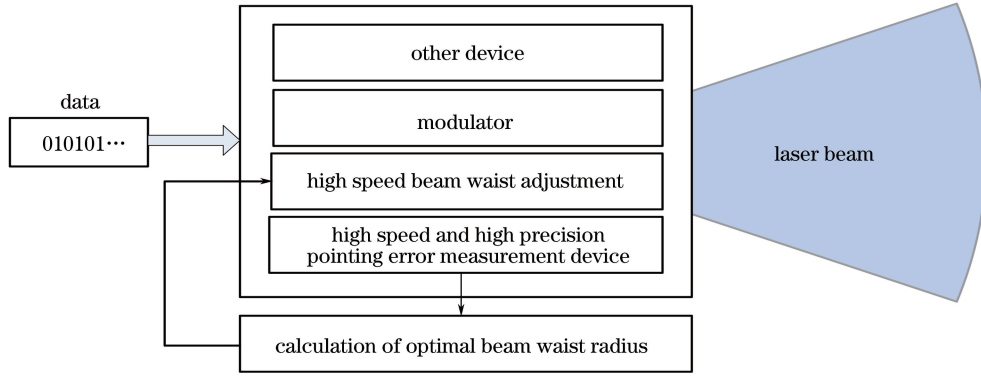 other device
data
modulator
010101⋯
laser beam
high speed beam waist adjustment
high speed and high precision
pointing error measurement device
calculation of optimal beam waist radius